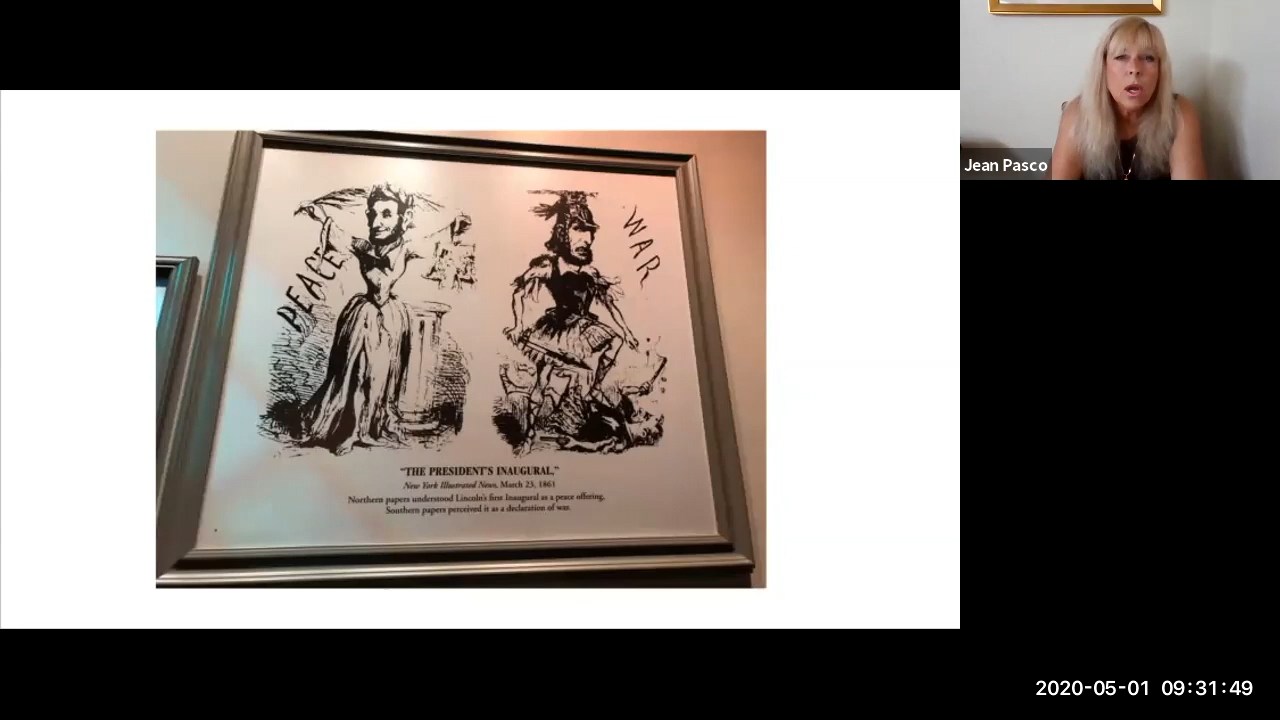 Jean Pasco
PEACE
WAR
"THE PRESIDENT'S INAUGURAL,"
New York Illustrated News, March 23, 1861
Northern papers understood Lincoln's first Inaugural as a peace offering,
Southern papers perceived it as a declaration of war.
2020-05-01 09:31:49